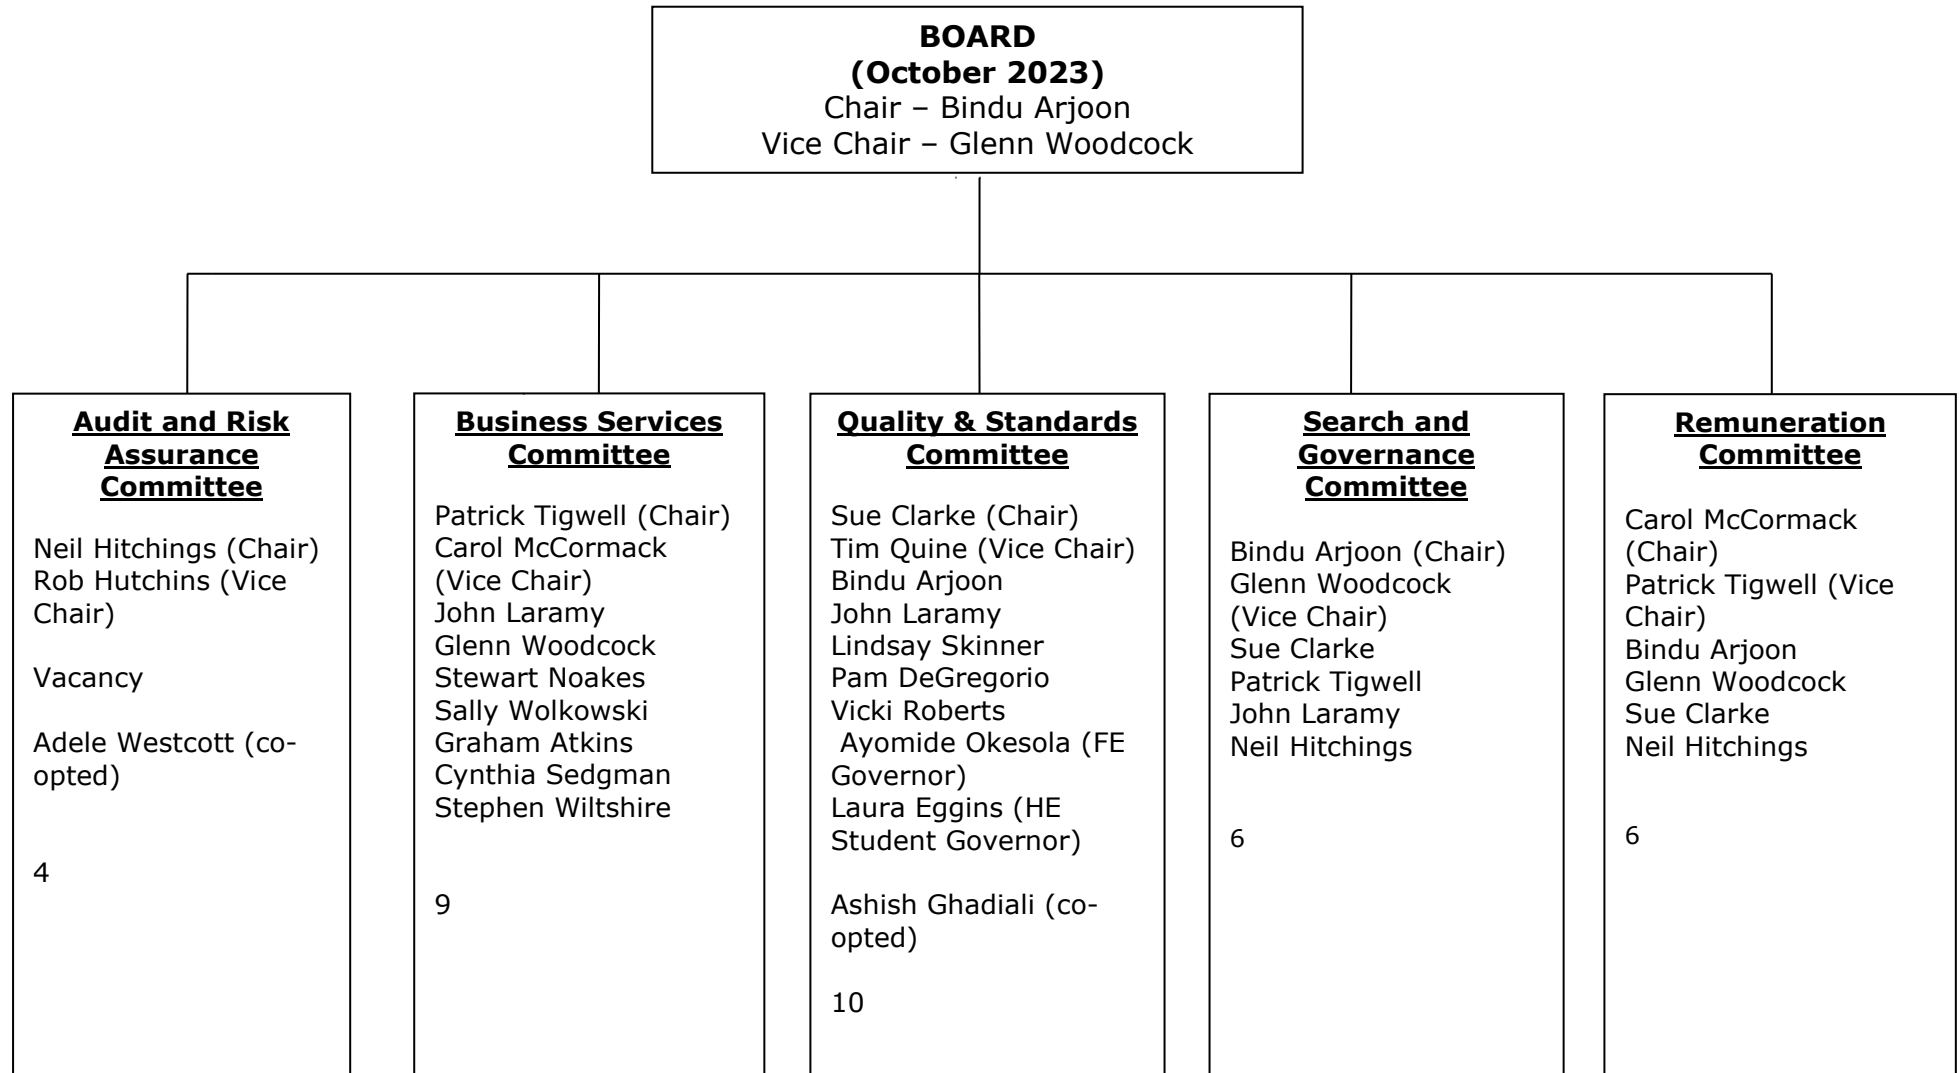 BOARD
(October 2023)
Chair – Bindu Arjoon
Vice Chair – Glenn Woodcock
Audit and Risk
Assurance
Committee
Neil Hitchings (Chair)
Rob Hutchins (Vice
Chair)
Vacancy
Adele Westcott (co-
opted)
4
Business Services
Committee
Patrick Tigwell (Chair)
Carol McCormack
(Vice Chair)
John Laramy
Glenn Woodcock
Stewart Noakes
Sally Wolkowski
Graham Atkins
Cynthia Sedgman
Stephen Wiltshire
9
Quality & Standards
Committee
Sue Clarke (Chair)
Tim Quine (Vice Chair)
Bindu Arjoon
John Laramy
Lindsay Skinner
Pam DeGregorio
Vicki Roberts
Ayomide Okesola (FE
Governor)
Laura Eggins (HE
Student Governor)
Ashish Ghadiali (co-
opted)
10
Search and
Governance
Committee
Bindu Arjoon (Chair)
Glenn Woodcock
(Vice Chair)
Sue Clarke
Patrick Tigwell
John Laramy
Neil Hitchings
6
Remuneration
Committee
Carol McCormack
(Chair)
Patrick Tigwell (Vice
Chair)
Bindu Arjoon
Glenn Woodcock
Sue Clarke
Neil Hitchings
6